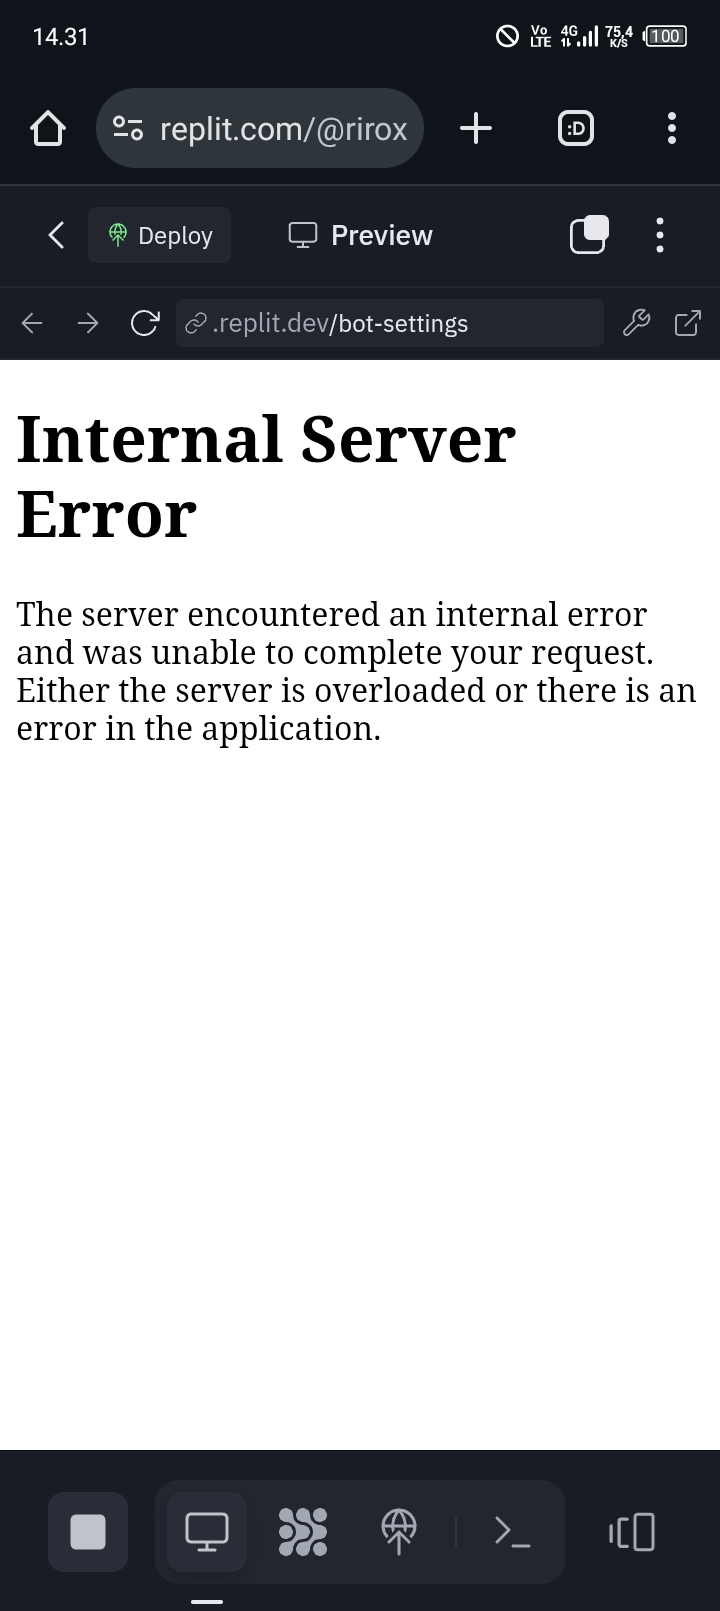 14.31
Vo LTE 4G 75,4 K/S 100
replit.com/@rirox
:D
Deploy
Preview
.replit.dev/bot-settings
Internal Server
Error
The server encountered an internal error
and was unable to complete your request.
Either the server is overloaded or there is an
error in the application.